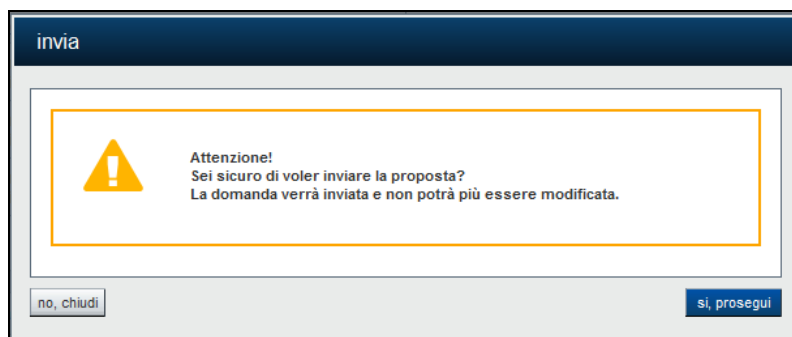 invia
Attenzione!
Sei sicuro di voler inviare la proposta?
La domanda verrà inviata e non potrà più essere modificata.
no, chiudi
si, prosegui